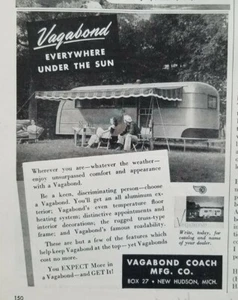 Vagabond
EVERYWHERE
UNDER THE SUN
Wherever you are—whatever the weather—
enjoy unsurpassed comfort and appearance
with a Vagabond.
Be a keen, discriminating person—choose
a Vagabond. You'll get an all aluminum ex-
terior; Vagabond's even temperature floor
heating system; distinctive appointments and
interior decorations; the rugged truss-type
frame; and Vagabond's famous roadability.
These are but a few of the features which
help keep Vagabond at the top—yet Vagabonds
cost no more.
You EXPECT More in
a Vagabond—and GET It!
Write, today, for
catalog and name
of your dealer.
VAGABOND COACH
MFG. CO.
BOX 27 • NEW HUDSON, MICH.
150